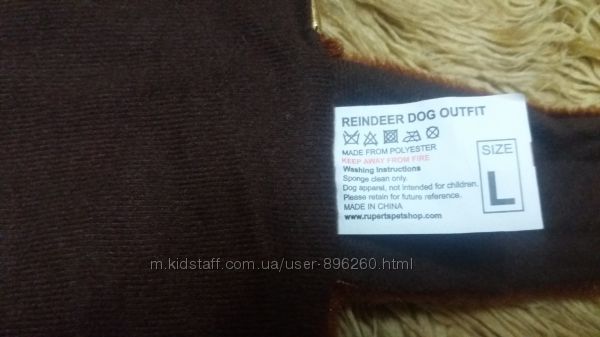 REINDEER DOG OUTFIT
MADE FROM POLYESTER
KEEP AWAY FROM FIRE
Washing Instructions
Sponge clean only.
Dog apparel, not intended for children.
Please retain for future reference.
MADE IN CHINA
www.rupertspetshop.com
SIZE
L
m.kidstaff.com.ua/user-896260.html